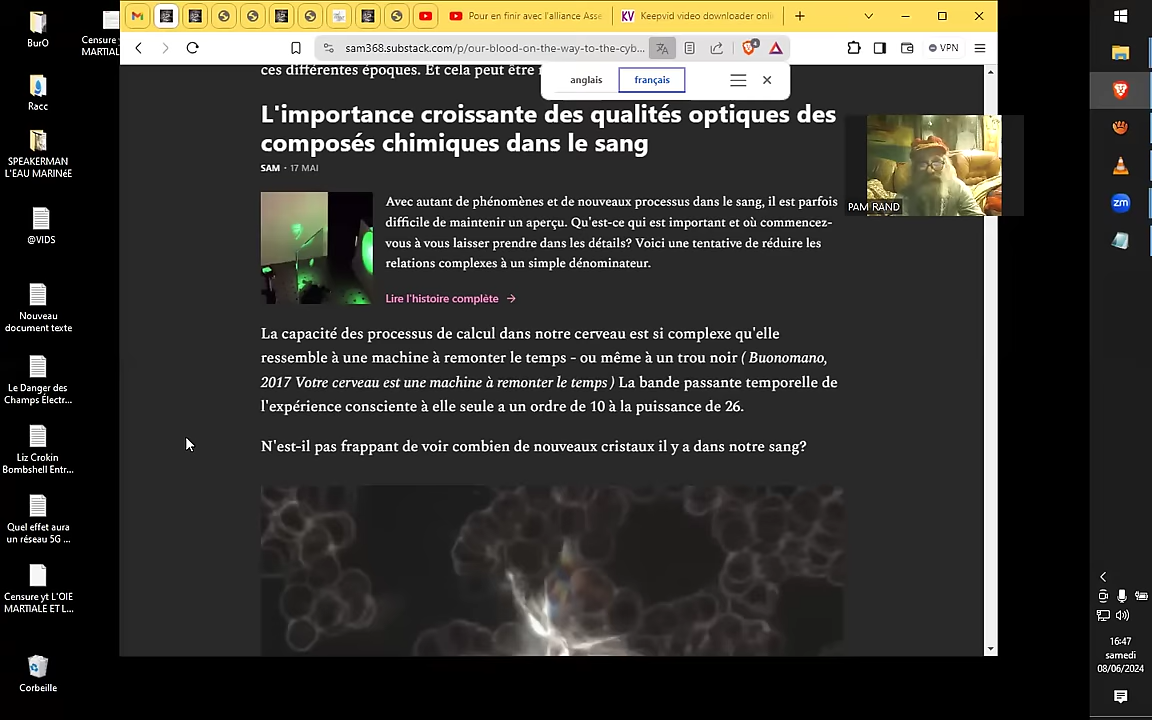 BurO
Censure yt
MARTIALE
Racc
SPEAKERMAN
L'EAU MARINéE
@VIDS
Nouveau
document texte
Le Danger des
Champs Électr...
Liz Crokin
Bombshell Entr...
Quel effet aura
un réseau 5G ...
Censure yt L'OIE
MARTIALE ET L...
Corbeille
Pour en finir avec l'alliance Asse
KV
Keepvid video downloader onli
sam368.substack.com/p/our-blood-on-the-way-to-the-cyb...
4
VPN
anglais
français
ces différentes époques. Et cela peut être
L'importance croissante des qualités optiques des
composés chimiques dans le sang
SAM · 17 MAI
Avec autant de phénomènes et de nouveaux processus dans le sang, il est parfois
difficile de maintenir un aperçu. Qu'est-ce qui est important et où commencez-
vous à vous laisser prendre dans les détails? Voici une tentative de réduire les
relations complexes à un simple dénominateur.
Lire l'histoire complète →
La capacité des processus de calcul dans notre cerveau est si complexe qu'elle
ressemble à une machine à remonter le temps - ou même à un trou noir ( Buonomano,
2017 Votre cerveau est une machine à remonter le temps ) La bande passante temporelle de
l'expérience consciente à elle seule a un ordre de 10 à la puissance de 26.
N'est-il pas frappant de voir combien de nouveaux cristaux il y a dans notre sang?
PAM RAND
zm
16:47
samedi
08/06/2024